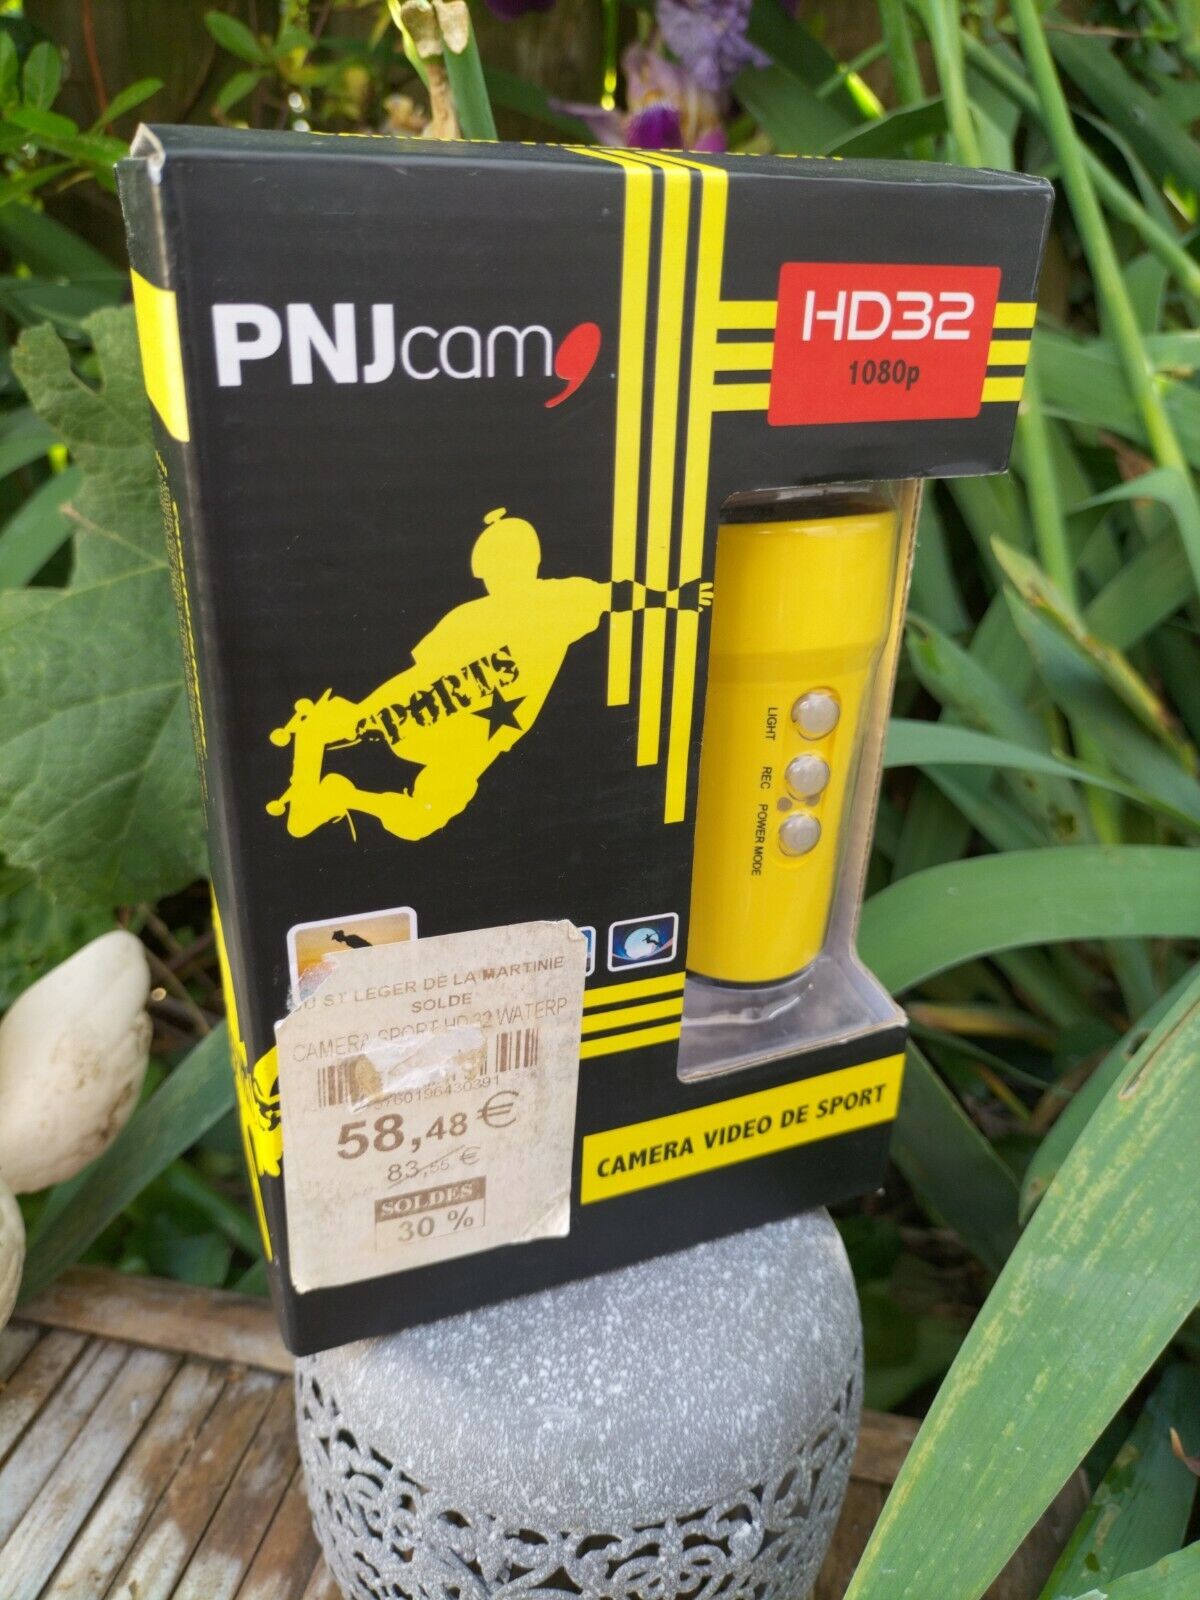 PNJcam
HD32
1080p
SPORTS
LIGHT
REC
POWER MODE
ST LEGER DE LA MARTINIE
SOLDE
CAMERA SPORT HD 32 WATERP
3760196430391
58,48 €
83,55 €
SOLDES
30 %
CAMERA VIDEO DE SPORT